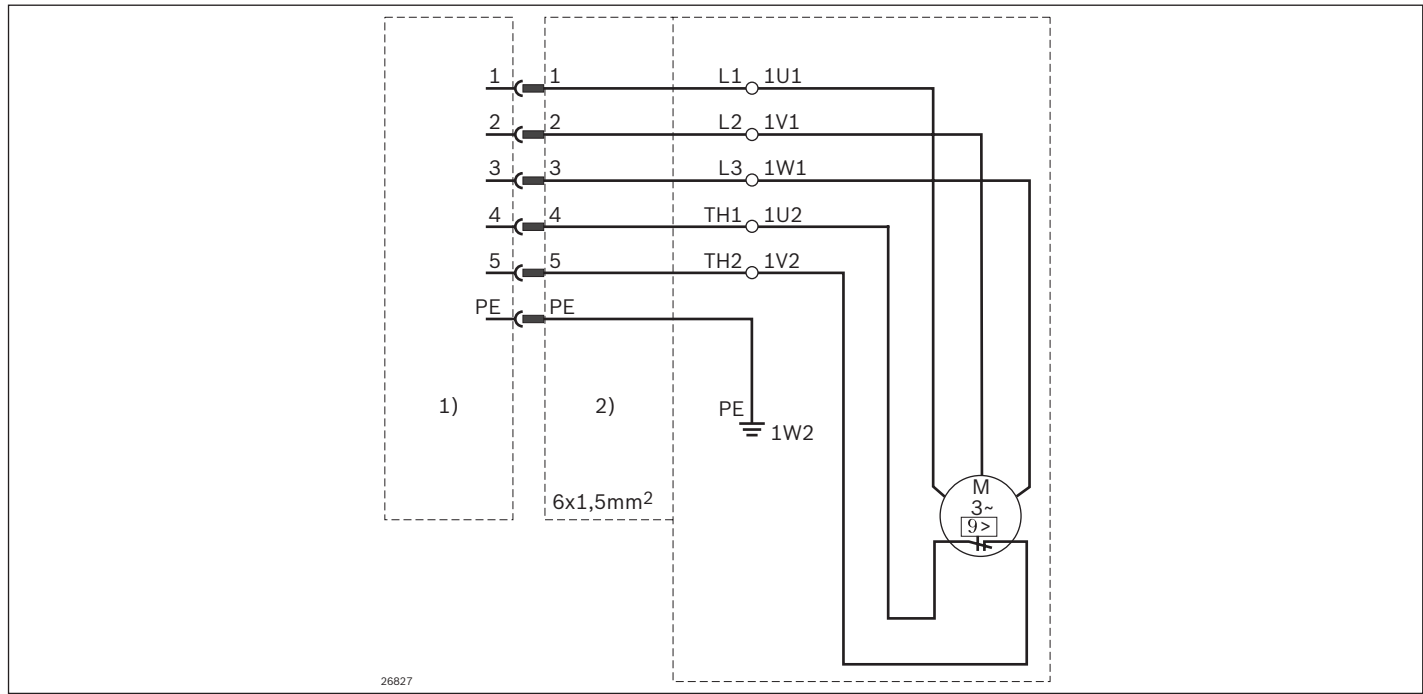 1 1 L1 1U1
2 2 L2 1V1
3 3 L3 1W1
4 4 TH1 1U2
5 5 TH2 1V2
PE PE
1) 2) PE
1W2
6x1,5mm²
M
3~
9>
26827